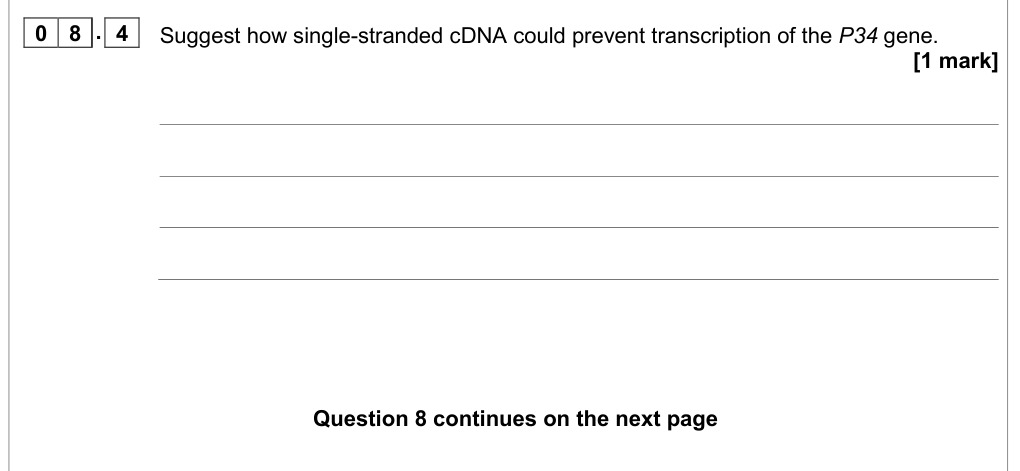 0 8 . 4 Suggest how single-stranded cDNA could prevent transcription of the P34 gene.
[1 mark]
Question 8 continues on the next page